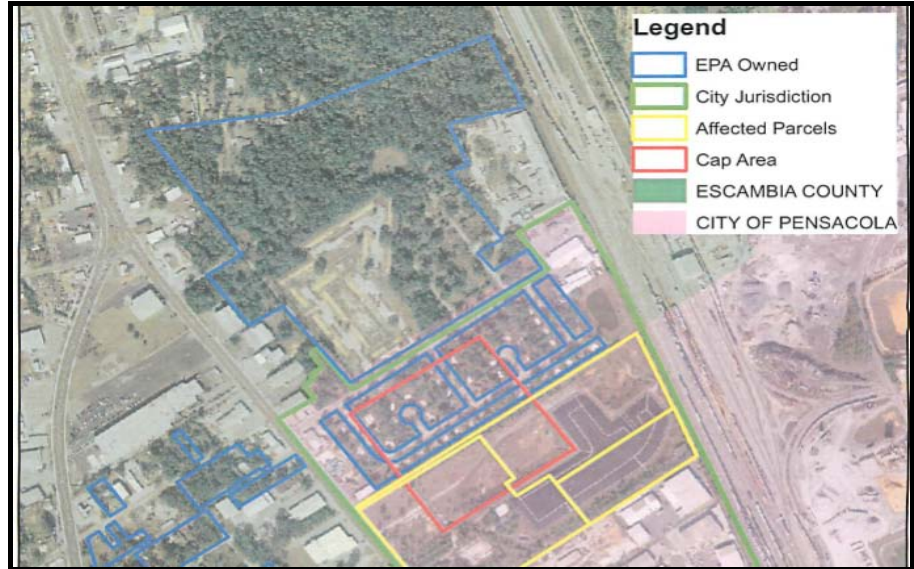 Legend
EPA Owned
City Jurisdiction
Affected Parcels
Cap Area
ESCAMBIA COUNTY
CITY OF PENSACOLA